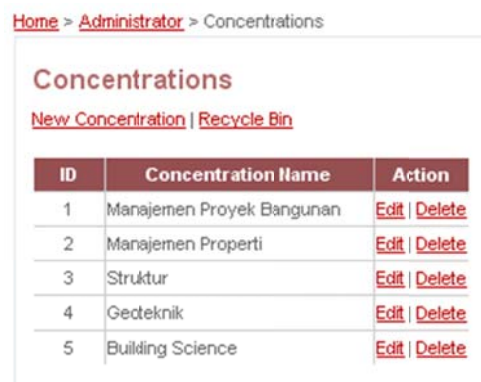 Home > Administrator > Concentrations
Concentrations
New Concentration | Recycle Bin
ID Concentration Name Action
1 Manajemen Proyek Bangunan Edit | Delete
2 Manajemen Properti Edit | Delete
3 Struktur Edit | Delete
4 Geoteknik Edit | Delete
5 Building Science Edit | Delete